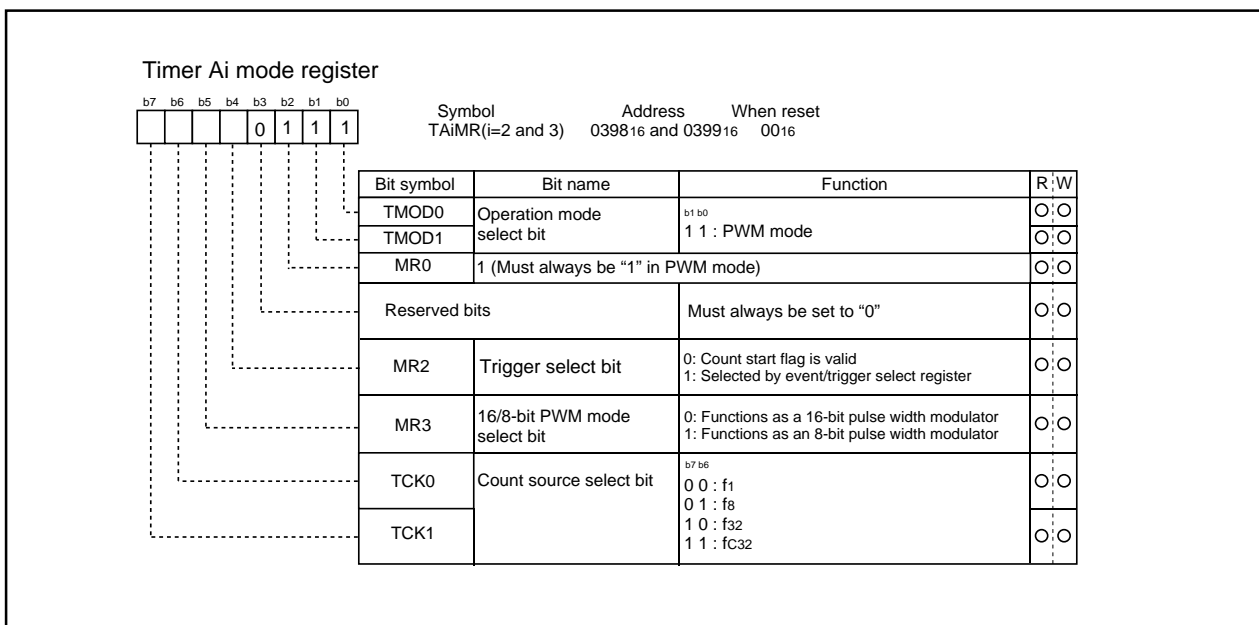 Timer Ai mode register
b7 b6 b5 b4 b3 b2 b1 b0
0 1 1 1
Symbol Address When reset
TAiMR(i=2 and 3) 039816 and 039916 0016
Bit symbol Bit name Function R W
TMOD0 Operation mode select bit b1 b0
TMOD1 1 1 : PWM mode
MR0 1 (Must always be “1” in PWM mode)
Reserved bits Must always be set to “0”
MR2 Trigger select bit 0: Count start flag is valid
1: Selected by event/trigger select register
MR3 16/8-bit PWM mode select bit 0: Functions as a 16-bit pulse width modulator
1: Functions as an 8-bit pulse width modulator
TCK0 Count source select bit b7 b6
0 0 : f1
0 1 : f8
TCK1 1 0 : f32
1 1 : fC32